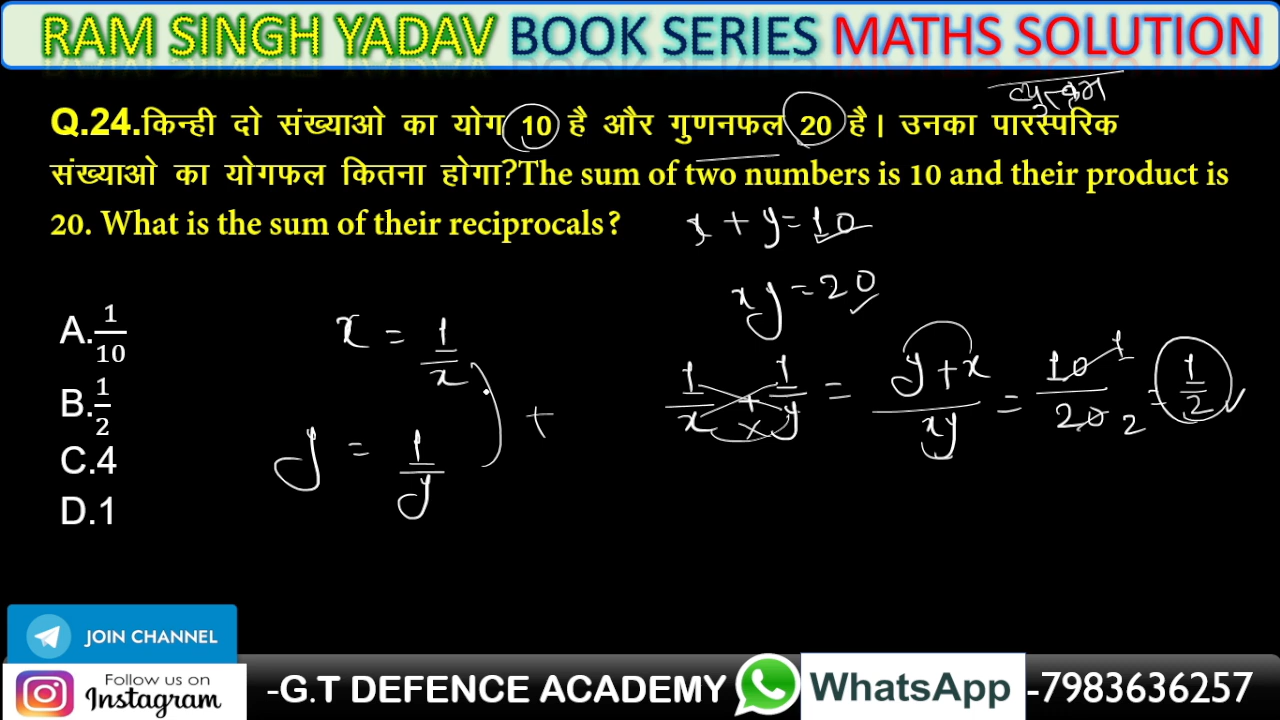 RAM SINGH YADAV BOOK SERIES MATHS SOLUTION
व्युत्क्रम
Q.24.किन्ही दो संख्याओ का योग 10 है और गुणनफल 20 है। उनका पारस्परिक
संख्याओ का योगफल कितना होगा?The sum of two numbers is 10 and their product is
20. What is the sum of their reciprocals?
x + y = 10
xy = 20
A. 1/10
B. 1/2
C.4
D.1
x = 1/x
y = 1/y
+
1/x + 1/y = y+x/xy = 10/20 = 1/2
1
2
×
JOIN CHANNEL
Follow us on
Instagram
-G.T DEFENCE ACADEMY WhatsApp -7983636257